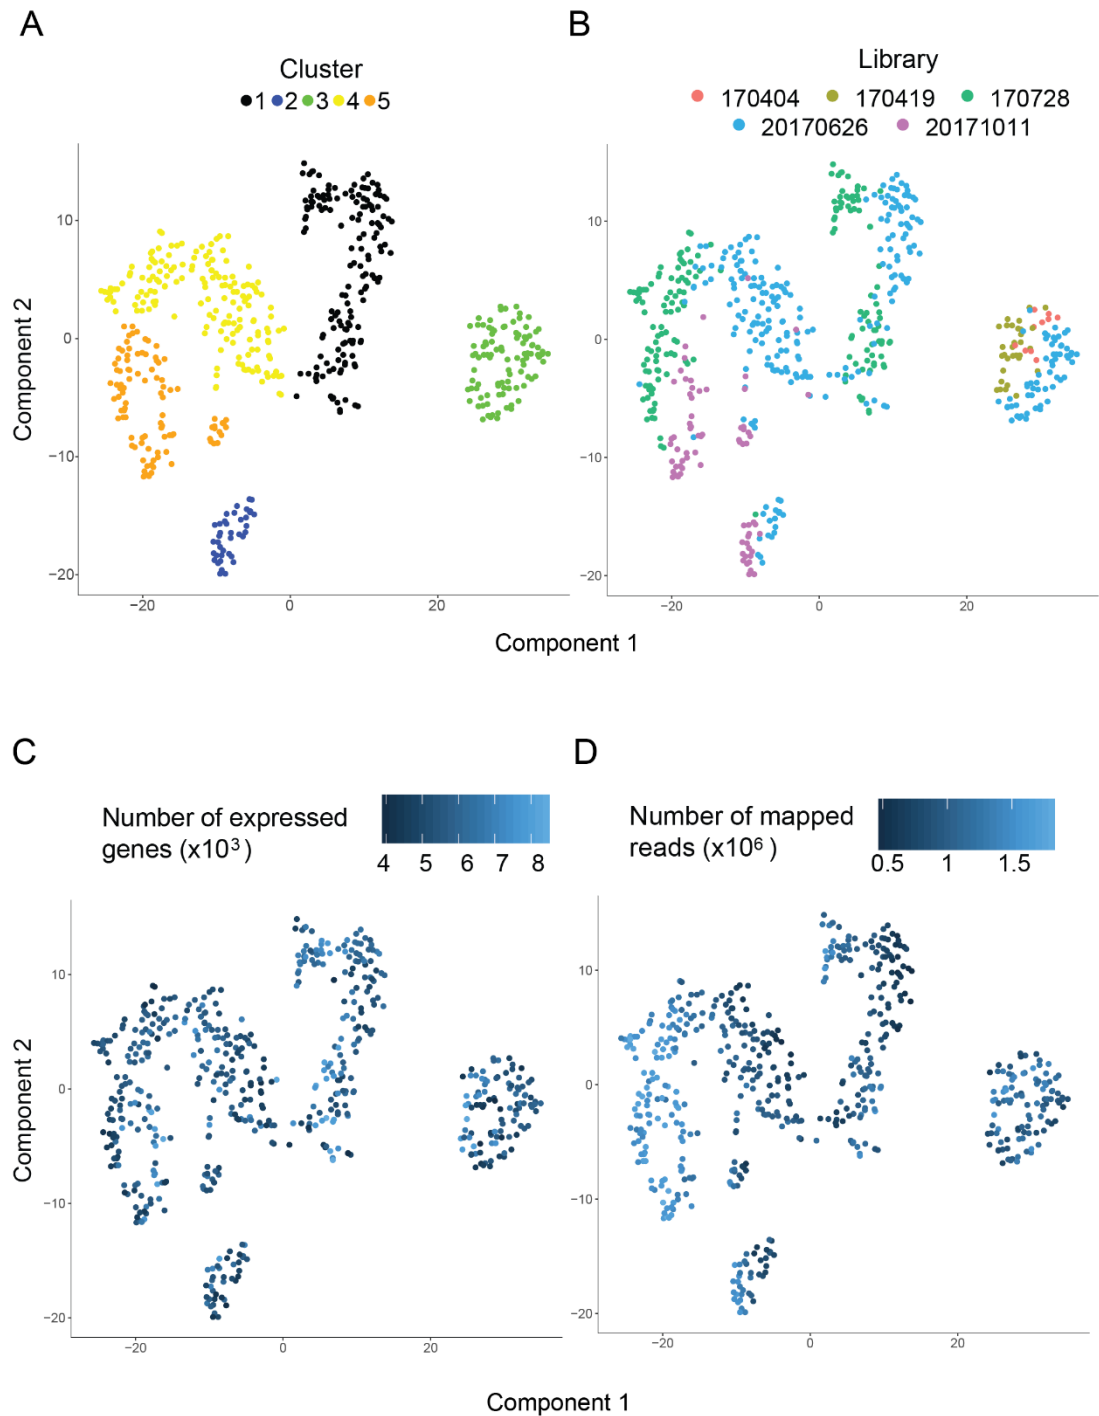 A
B
Cluster
1 2 3 4 5
Library
170404 170419 170728
20170626 20171011
Component 2
10
0
−10
−20
−20 0 20
10
0
−10
−20
−20 0 20
Component 1
C
D
Number of expressed
genes (x10³ )
4 5 6 7 8
Number of mapped
reads (x10⁶ )
0.5 1 1.5
Component 2
10
0
−10
−20
−20 0 20
10
0
−10
−20
−20 0 20
Component 1